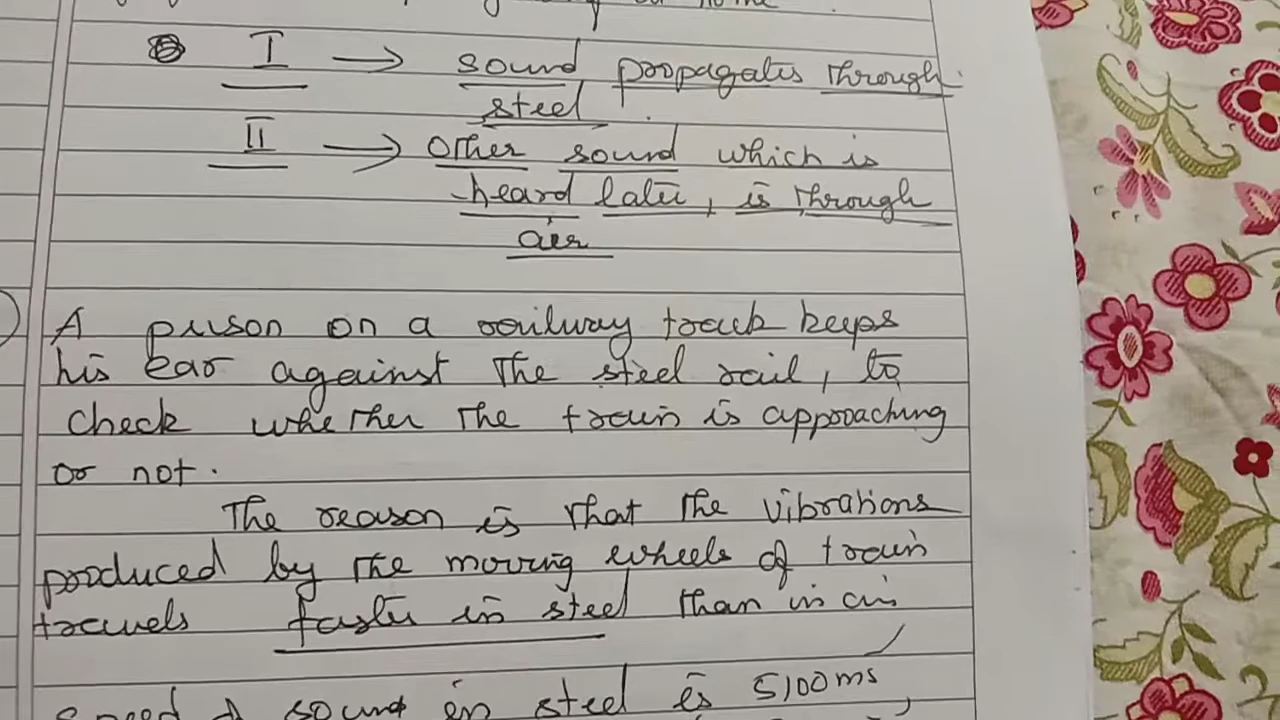 I → sound propagates through
steel.
II → Other sound which is
heard later, is through
air
A person on a railway track keeps
his ear against the steel rail, to
check whether the train is approaching
or not.
The reason is that the vibrations
produced by the moving wheels of train
travels faster in steel than in air
speed of sound in steel is 5100 ms